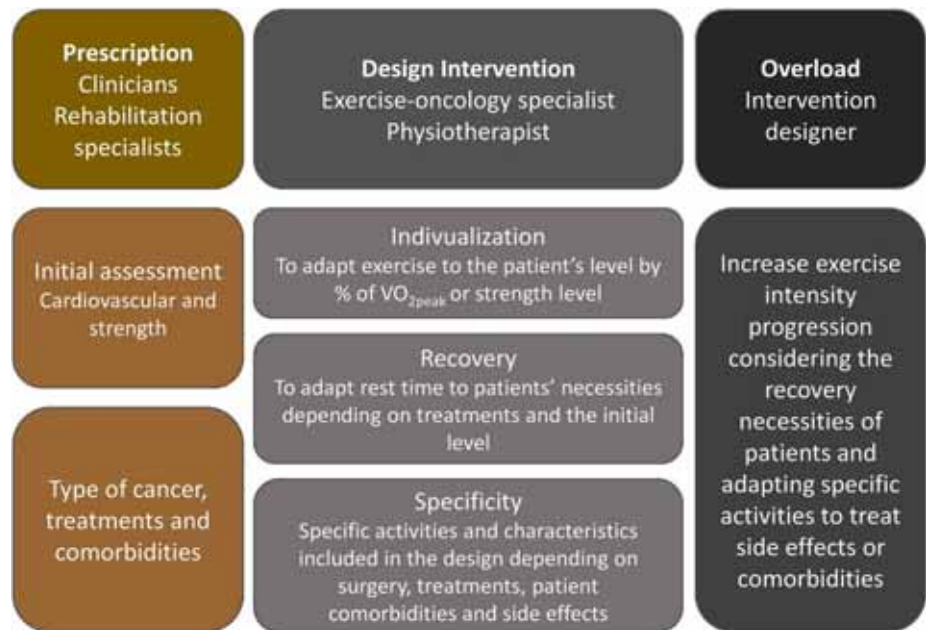 Prescription
Clinicians
Rehabilitation
specialists
Design Intervention
Exercise-oncology specialist
Physiotherapist
Overload
Intervention
designer
Initial assessment
Cardiovascular and
strength
Type of cancer,
treatments and
comorbidities
Indivualization
To adapt exercise to the patient's level by
% of VO2peak or strength level
Recovery
To adapt rest time to patients' necessities
depending on treatments and the initial
level
Specificity
Specific activities and characteristics
included in the design depending on
surgery, treatments, patient
comorbidities and side effects
Increase exercise
intensity
progression
considering the
recovery
necessities of
patients and
adapting specific
activities to treat
side effects or
comorbidities